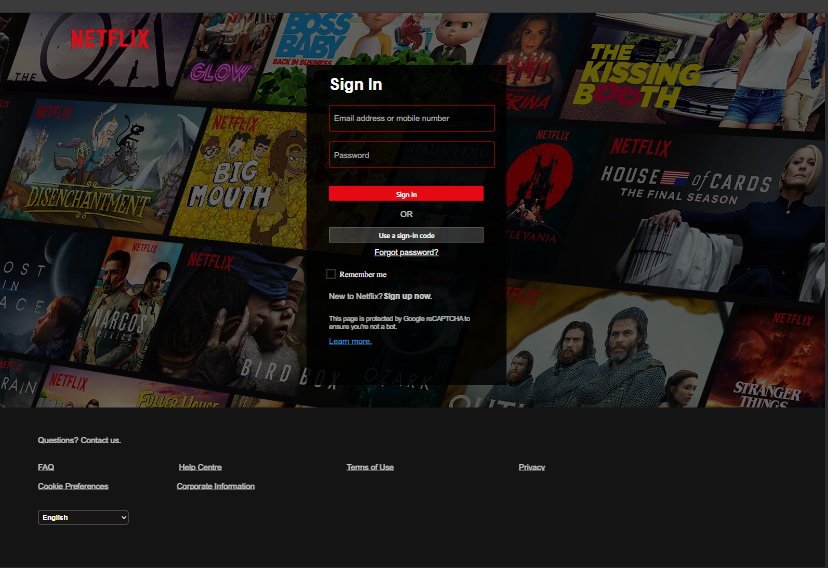 NETFLIX
THE
GLOW
BOSS
BABY
BACK IN BUSINESS
THE
KISSING
BOOTH
Sign In
Email address or mobile number
Password
Sign In
OR
Use a sign-in code
Forgot password?
Remember me
New to Netflix? Sign up now.
This page is protected by Google reCAPTCHA to
ensure you're not a bot.
Learn more.
NETFLIX
DISENCHANTMENT
NETFLIX
BIG
MOUTH
NETFLIX
NETFLIX
HOUSE of CARDS
THE FINAL SEASON
NETFLIX
NARCOS
NETFLIX
BIRD BOX
OZARK
NETFLIX
NETFLIX
FULLER HOUSE
NETFLIX
NETFLIX
STRANGER
THINGS
Questions? Contact us.
FAQ
Help Centre
Terms of Use
Privacy
Cookie Preferences
Corporate Information
English